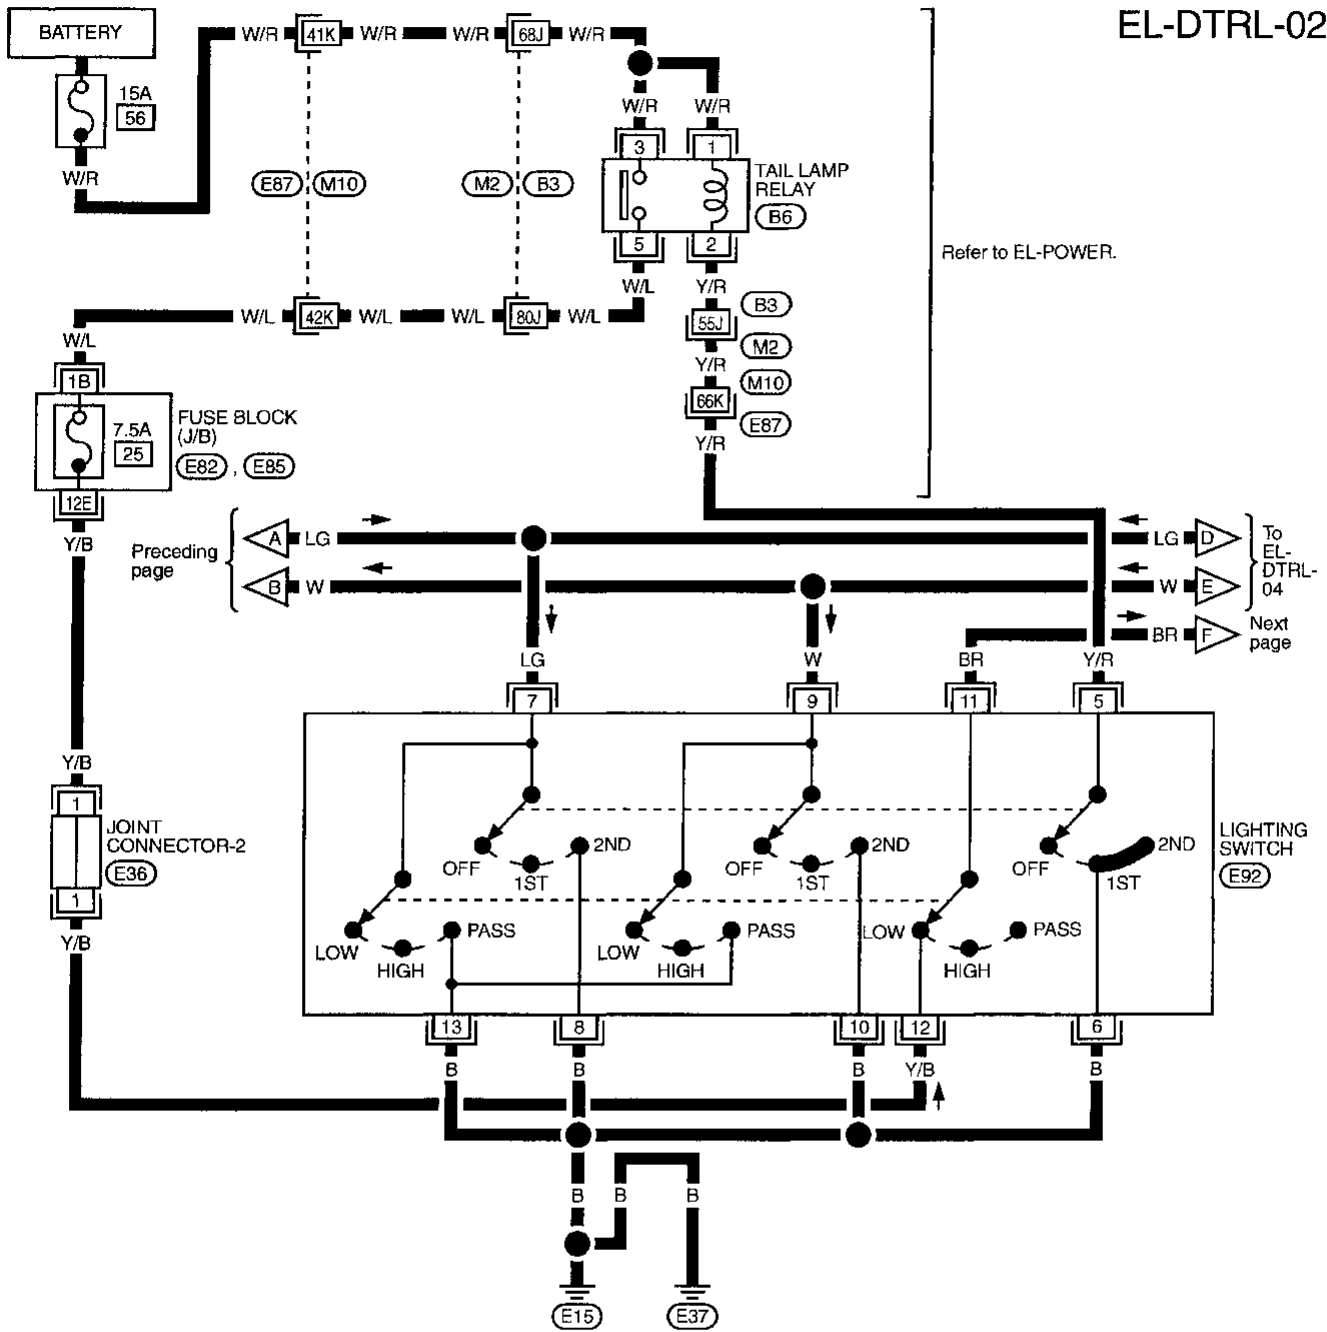 EL-DTRL-02
BATTERY
15A
56
W/R
W/R 41K W/R W/R 68J W/R
W/R W/R
E87 M10
M2 B3
3 1
TAIL LAMP
RELAY
B6
5 2
W/L Y/R
Refer to EL-POWER.
W/L 42K W/L W/L 80J W/L
B3
55J
M2
Y/R
M10
66K
E87
Y/R
W/L
1B
7.5A
25
FUSE BLOCK
(J/B)
E82 , E85
12E
Y/B
Preceding
page
A LG
B W
LG D
W E
To
EL-
DTRL-
04
BR F
Next
page
LG W BR Y/R
7 9 11 5
Y/B
1
JOINT
CONNECTOR-2
E36
1
Y/B
OFF 1ST 2ND
OFF 1ST 2ND
OFF 1ST 2ND
LIGHTING
SWITCH
E92
LOW HIGH PASS
LOW HIGH PASS
LOW HIGH PASS
13 8 10 12 6
B B B Y/B B
B B B
E15 E37